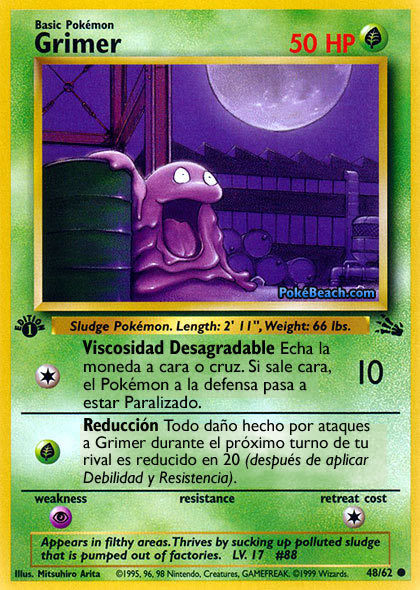 Basic Pokémon
Grimer 50 HP
PokéBeach.com
EDITION 1
Sludge Pokémon. Length: 2' 11", Weight: 66 lbs.
Viscosidad Desagradable Echa la
moneda a cara o cruz. Si sale cara, 10
el Pokémon a la defensa pasa a
estar Paralizado.
Reducción Todo daño hecho por ataques
a Grimer durante el próximo turno de tu
rival es reducido en 20 (después de aplicar
Debilidad y Resistencia).
weakness resistance retreat cost
Appears in filthy areas. Thrives by sucking up polluted sludge
that is pumped out of factories. LV. 17 #88
Illus. Mitsuhiro Arita ©1995, 96, 98 Nintendo, Creatures, GAMEFREAK. ©1999 Wizards. 48/62